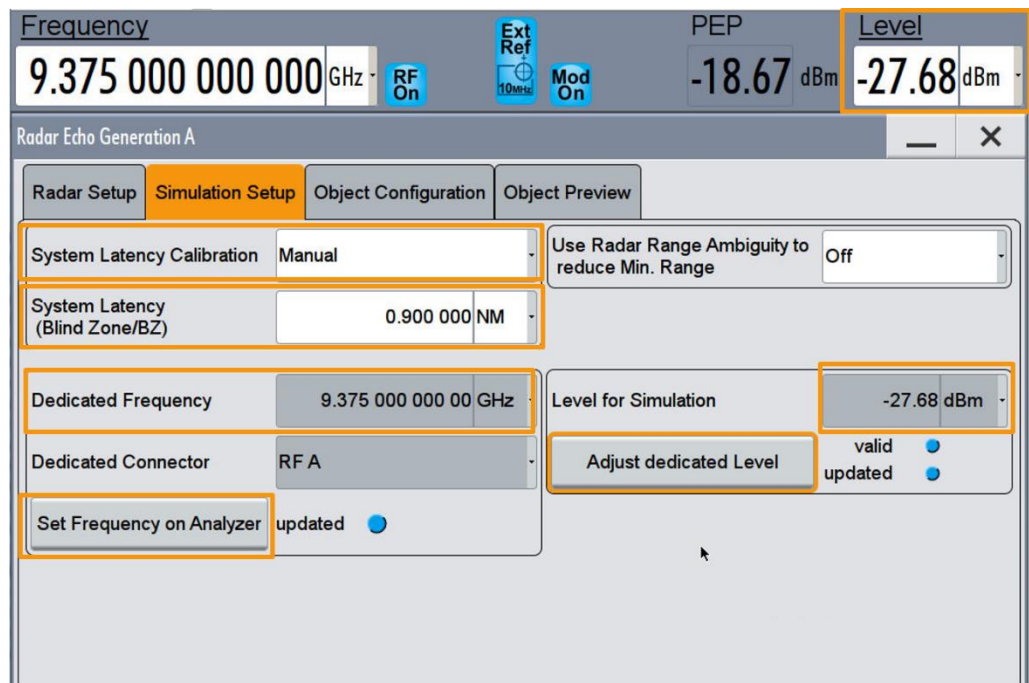 Frequency
9.375 000 000 000 GHz
RF
On
Ext
Ref
10MHz
Mod
On
PEP
-18.67 dBm
Level
-27.68 dBm
Radar Echo Generation A
Radar Setup
Simulation Setup
Object Configuration
Object Preview
System Latency Calibration Manual
System Latency
(Blind Zone/BZ)
0.900 000 NM
Use Radar Range Ambiguity to
reduce Min. Range
Off
Dedicated Frequency 9.375 000 000 00 GHz
Dedicated Connector RF A
Set Frequency on Analyzer updated
Level for Simulation -27.68 dBm
Adjust dedicated Level
valid
updated